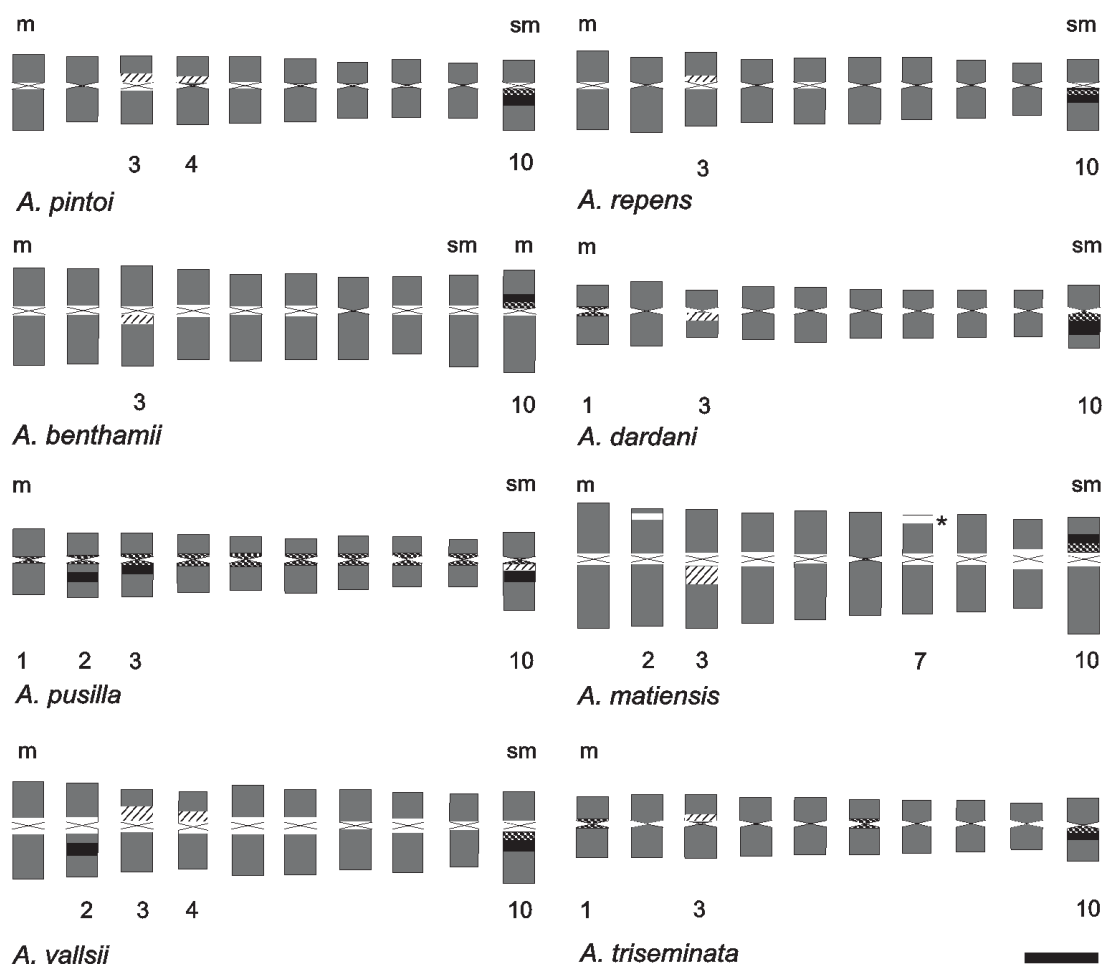 m sm
3 4 10
A. pintoi
m sm
3 10
A. repens
m sm m
3 10
A. benthamii
m sm
1 3 10
A. dardani
m sm
1 2 3 10
A. pusilla
m sm
*
2 3 7 10
A. matiensis
m sm
2 3 4 10
A. vallsii
m
1 3 10
A. triseminata